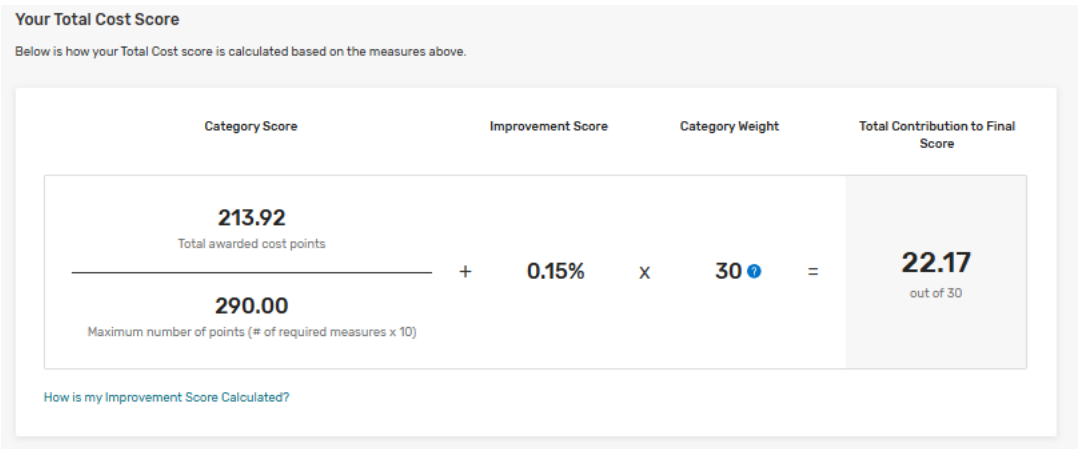 Your Total Cost Score
Below is how your Total Cost score is calculated based on the measures above.
Category Score
Improvement Score
Category Weight
Total Contribution to Final
Score
213.92
Total awarded cost points
290.00
Maximum number of points (# of required measures x 10)
+
0.15%
x
30 ?
=
22.17
out of 30
How is my Improvement Score Calculated?